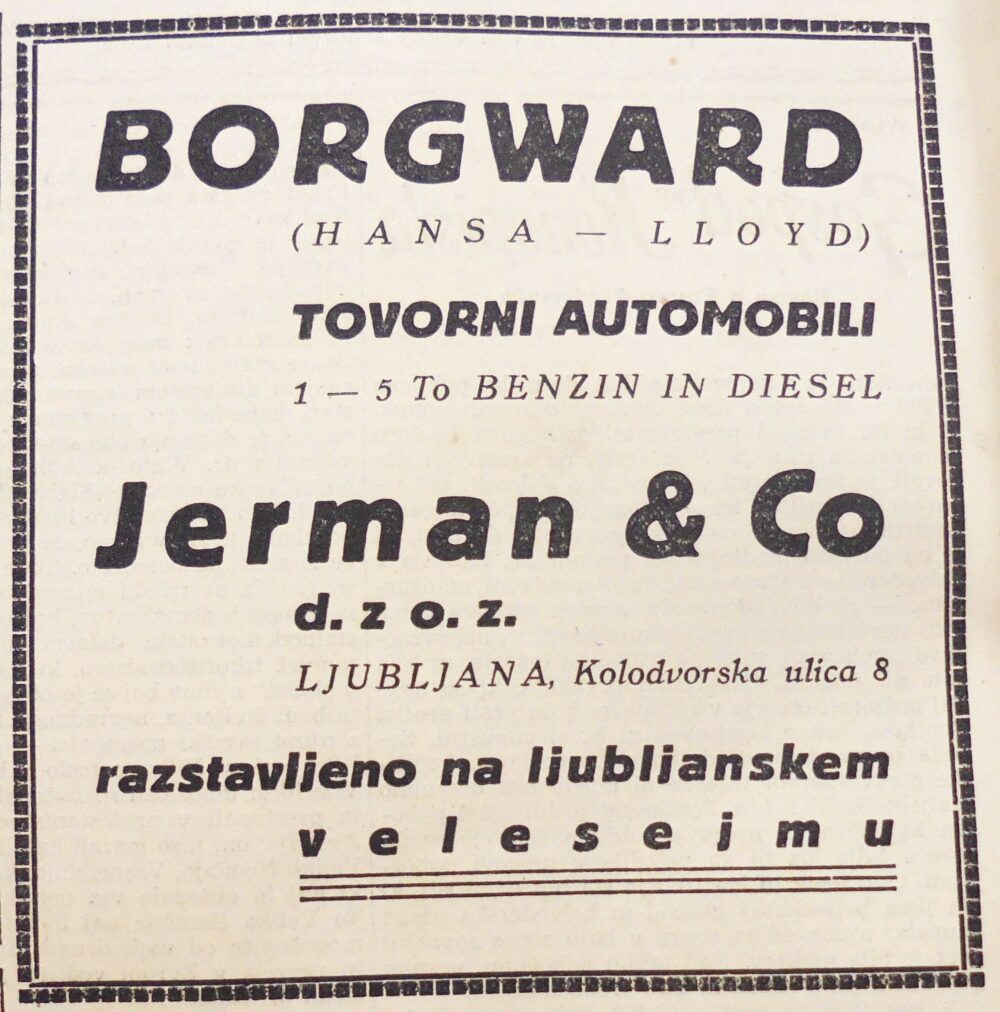 BORGWARD
(HANSA — LLOYD)
TOVORNI AUTOMOBILI
1 — 5 To BENZIN IN DIESEL
Jerman & Co
d. z o. z.
LJUBLJANA, Kolodvorska ulica 8
razstavljeno na ljubljanskem
velesejmu